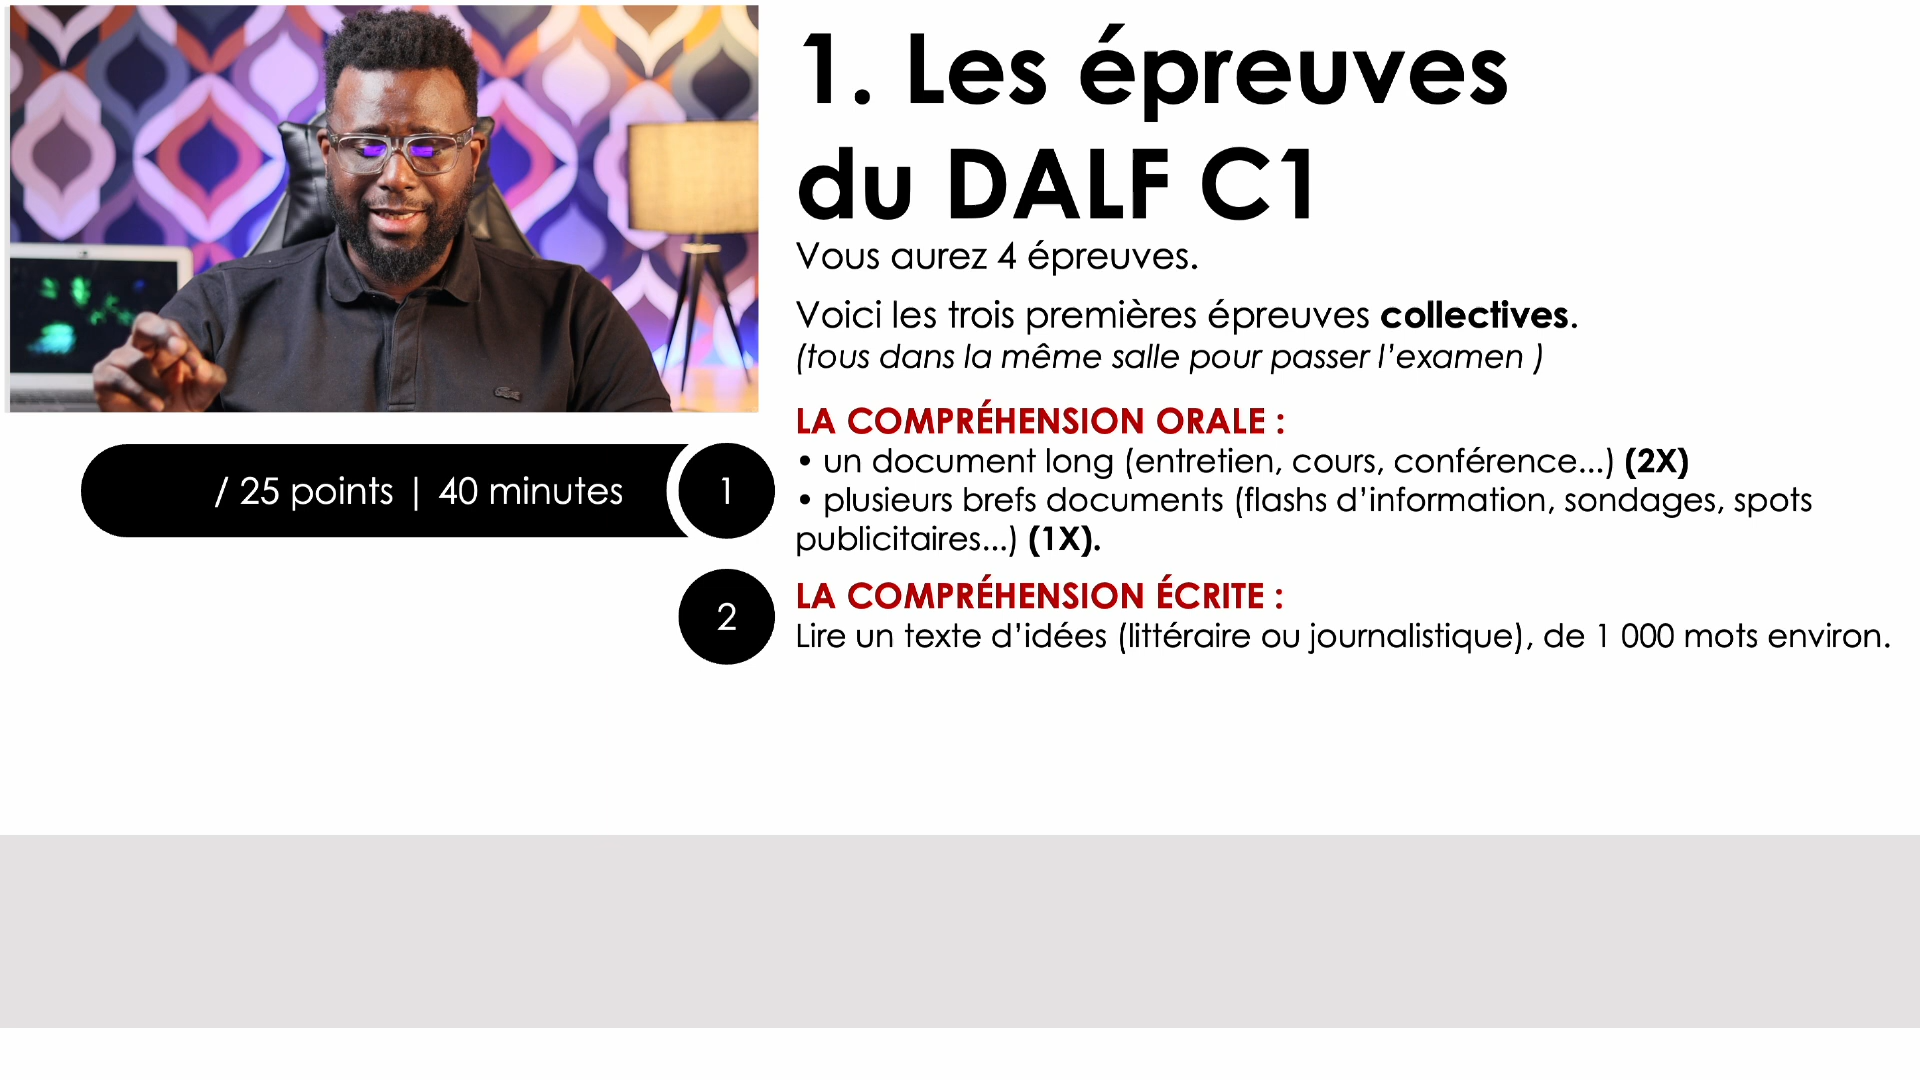 1. Les épreuves
du DALF C1
Vous aurez 4 épreuves.
Voici les trois premières épreuves collectives.
(tous dans la même salle pour passer l’examen )
/ 25 points | 40 minutes
1
LA COMPRÉHENSION ORALE :
• un document long (entretien, cours, conférence...) (2X)
• plusieurs brefs documents (flashs d’information, sondages, spots
publicitaires...) (1X).
2
LA COMPRÉHENSION ÉCRITE :
Lire un texte d’idées (littéraire ou journalistique), de 1 000 mots environ.